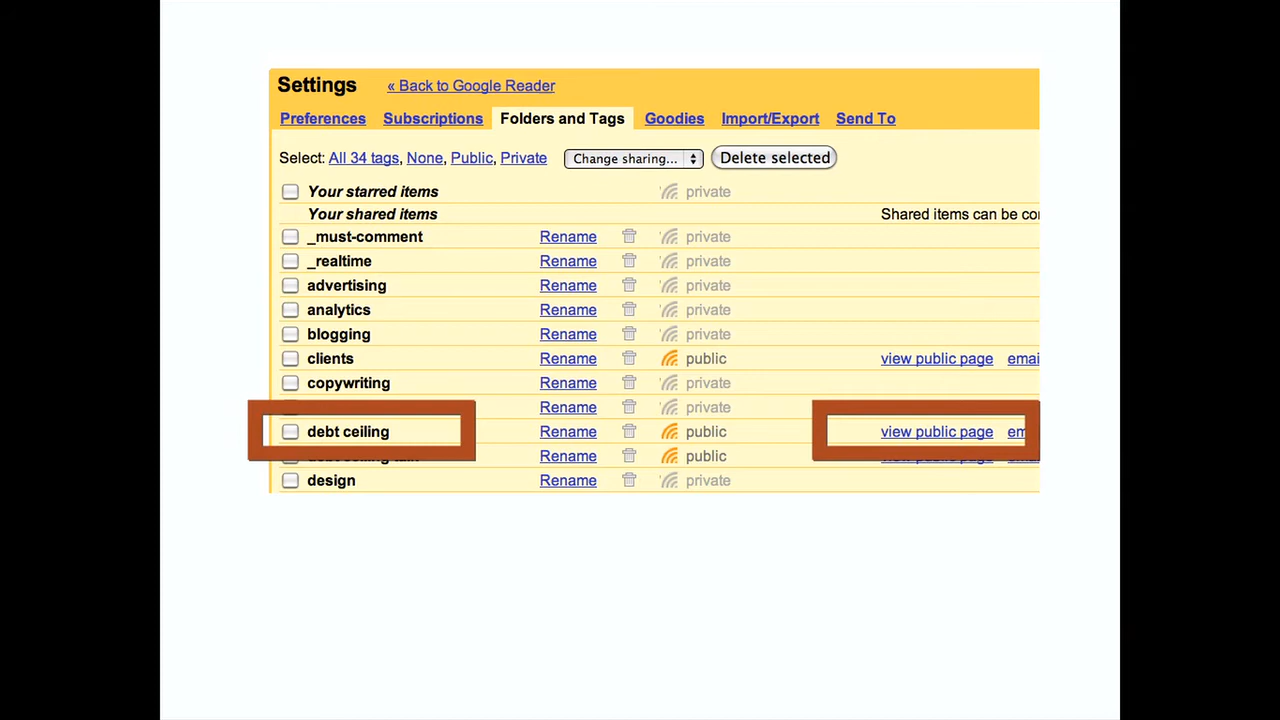 Settings « Back to Google Reader
Preferences Subscriptions Folders and Tags Goodies Import/Export Send To
Select: All 34 tags, None, Public, Private Change sharing... Delete selected
Your starred items private
Your shared items Shared items can be con
_must-comment Rename private
_realtime Rename private
advertising Rename private
analytics Rename private
blogging Rename private
clients Rename public view public page emai
copywriting Rename private
Rename private
debt ceiling Rename public view public page em
Rename public view public page
design Rename private